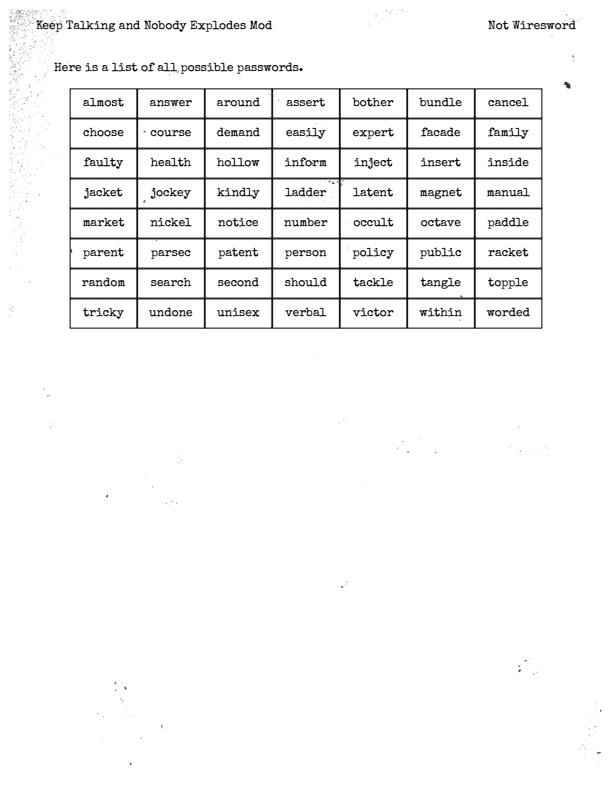 Keep Talking and Nobody Explodes Mod Not Wiresword
Here is a list of all possible passwords.
almost answer around assert bother bundle cancel
choose course demand easily expert facade family
faulty health hollow inform inject insert inside
jacket jockey kindly ladder latent magnet manual
market nickel notice number occult octave paddle
parent parsec patent person policy public racket
random search second should tackle tangle topple
tricky undone unisex verbal victor within worded